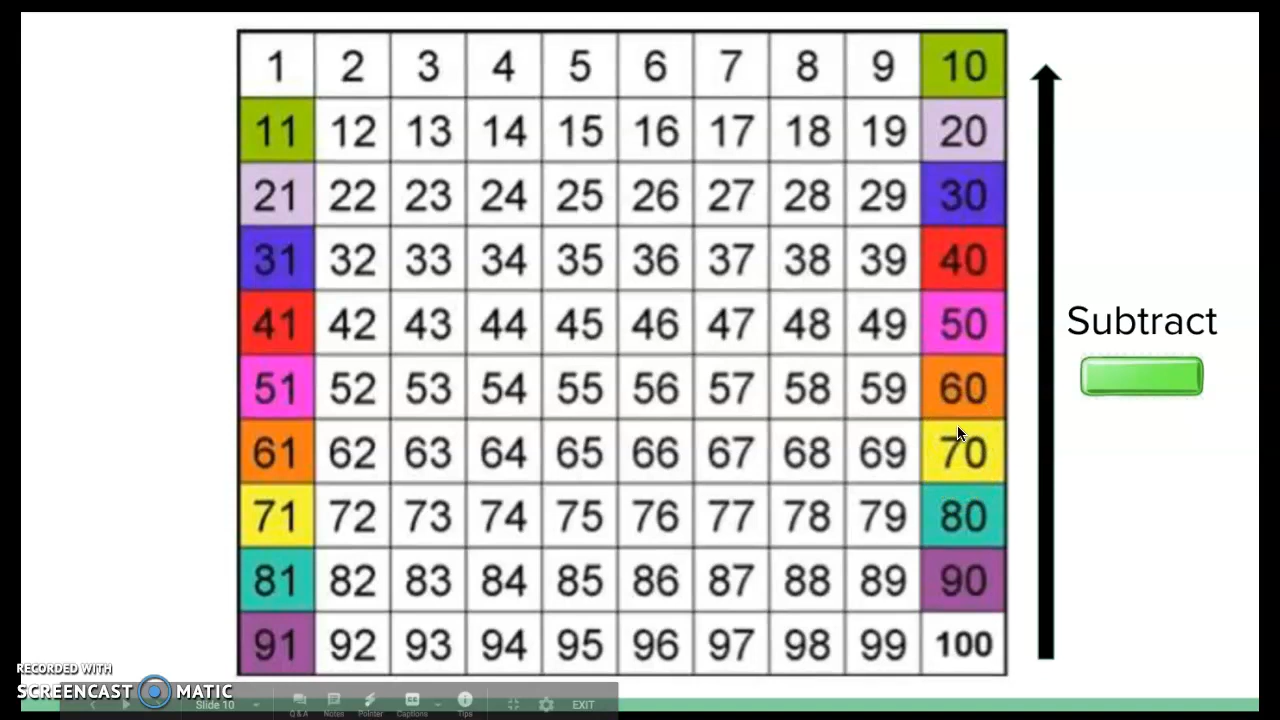 1 2 3 4 5 6 7 8 9 10
11 12 13 14 15 16 17 18 19 20
21 22 23 24 25 26 27 28 29 30
31 32 33 34 35 36 37 38 39 40
41 42 43 44 45 46 47 48 49 50
51 52 53 54 55 56 57 58 59 60
61 62 63 64 65 66 67 68 69 70
71 72 73 74 75 76 77 78 79 80
81 82 83 84 85 86 87 88 89 90
91 92 93 94 95 96 97 98 99 100
Subtract
RECORDED WITH
SCREENCAST MATIC
Slide 10
Q & A Notes Pointer Captions Tips EXIT